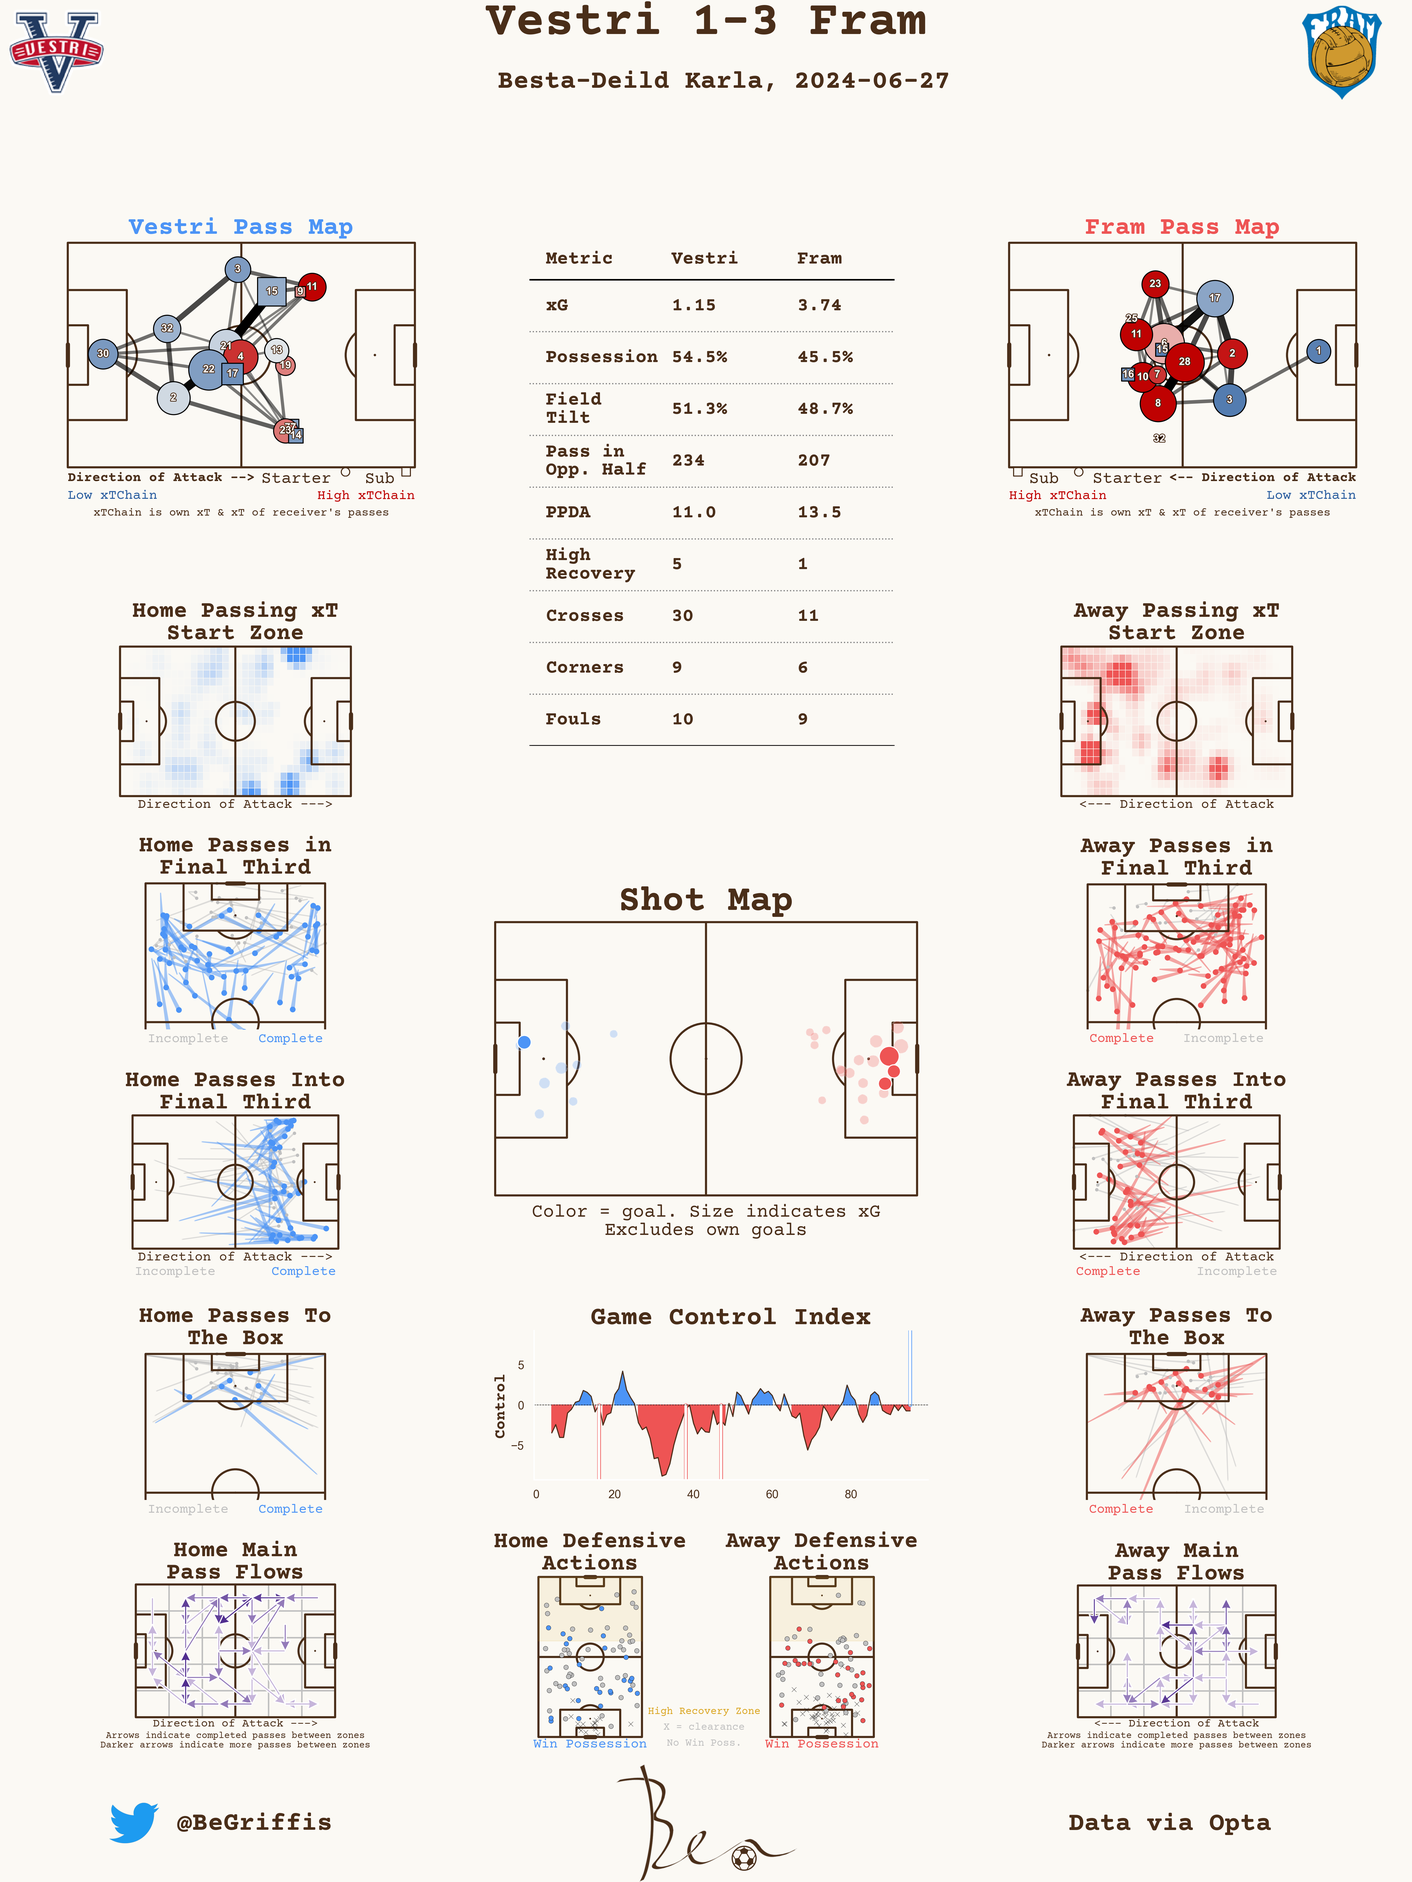 Vestri 1-3 Fram
Besta-Deild Karla, 2024-06-27
VESTRI
FRAM
Vestri Pass Map
3
15
9
11
32
30
21
4
13
19
22
17
2
23
14
Direction of Attack --> Starter Sub
Low xTChain High xTChain
xTChain is own xT & xT of receiver's passes
Metric Vestri Fram
xG 1.15 3.74
Possession 54.5% 45.5%
Field
Tilt 51.3% 48.7%
Pass in
Opp. Half 234 207
PPDA 11.0 13.5
High
Recovery 5 1
Crosses 30 11
Corners 9 6
Fouls 10 9
Fram Pass Map
23
17
25
11
15
28
2
1
16
10
7
8
3
32
Sub Starter <-- Direction of Attack
High xTChain Low xTChain
xTChain is own xT & xT of receiver's passes
Home Passing xT
Start Zone
Direction of Attack --->
Away Passing xT
Start Zone
<--- Direction of Attack
Home Passes in
Final Third
Incomplete Complete
Away Passes in
Final Third
Complete Incomplete
Shot Map
Color = goal. Size indicates xG
Excludes own goals
Home Passes Into
Final Third
Direction of Attack --->
Incomplete Complete
Away Passes Into
Final Third
<--- Direction of Attack
Complete Incomplete
Home Passes To
The Box
Incomplete Complete
Game Control Index
Control
5
0
−5
0 20 40 60 80
Away Passes To
The Box
Complete Incomplete
Home Main
Pass Flows
Direction of Attack --->
Arrows indicate completed passes between zones
Darker arrows indicate more passes between zones
Home Defensive
Actions
Win Possession
Away Defensive
Actions
Win Possession
High Recovery Zone
X = clearance
No Win Poss.
Away Main
Pass Flows
<--- Direction of Attack
Arrows indicate completed passes between zones
Darker arrows indicate more passes between zones
@BeGriffis
Ben
Data via Opta